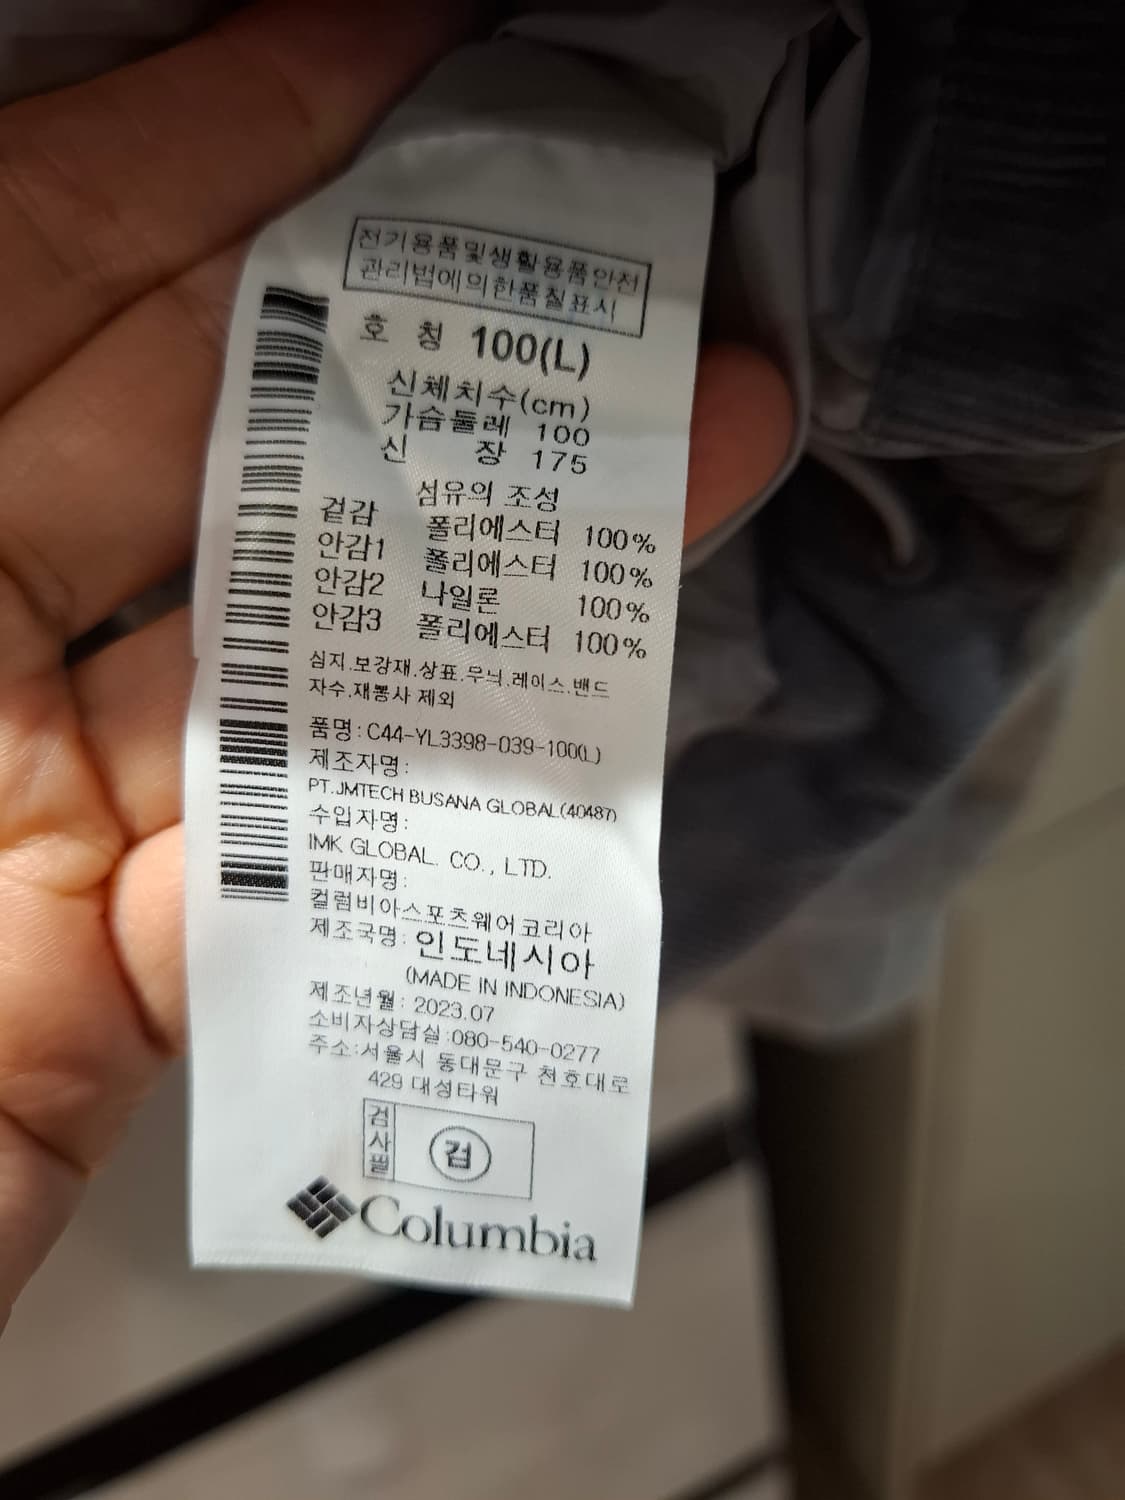 전기용품및생활용품안전
관리법에의한품질표시
호 칭 100(L)
신체치수(cm)
가슴둘레 100
신 장 175
섬유의 조성
겉감 폴리에스터 100%
안감1 폴리에스터 100%
안감2 나일론 100%
안감3 폴리에스터 100%
심지.보강재.상표.무늬.레이스.밴드
자수.재봉사 제외
품명:C44-YL3398-039-100(L)
제조자명:
PT.JMTECH BUSANA GLOBAL(40487)
수입자명:
IMK GLOBAL. CO., LTD.
판매자명:
컬럼비아스포츠웨어코리아
제조국명: 인도네시아
(MADE IN INDONESIA)
제조년월: 2023.07
소비자상담실:080-540-0277
주소:서울시 동대문구 천호대로
429 대성타워
검사필 검
Columbia